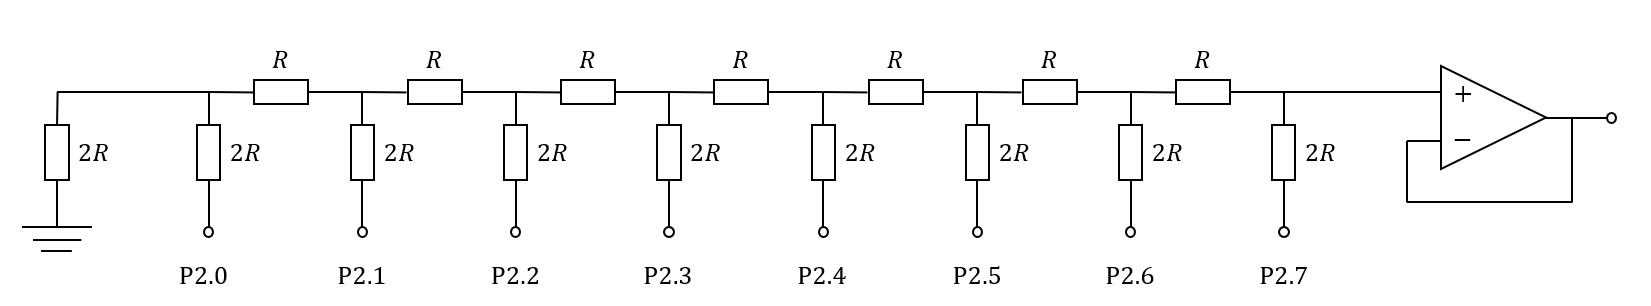 R R R R R R R
+
2R 2R 2R 2R 2R 2R 2R 2R 2R
−
P2.0 P2.1 P2.2 P2.3 P2.4 P2.5 P2.6 P2.7